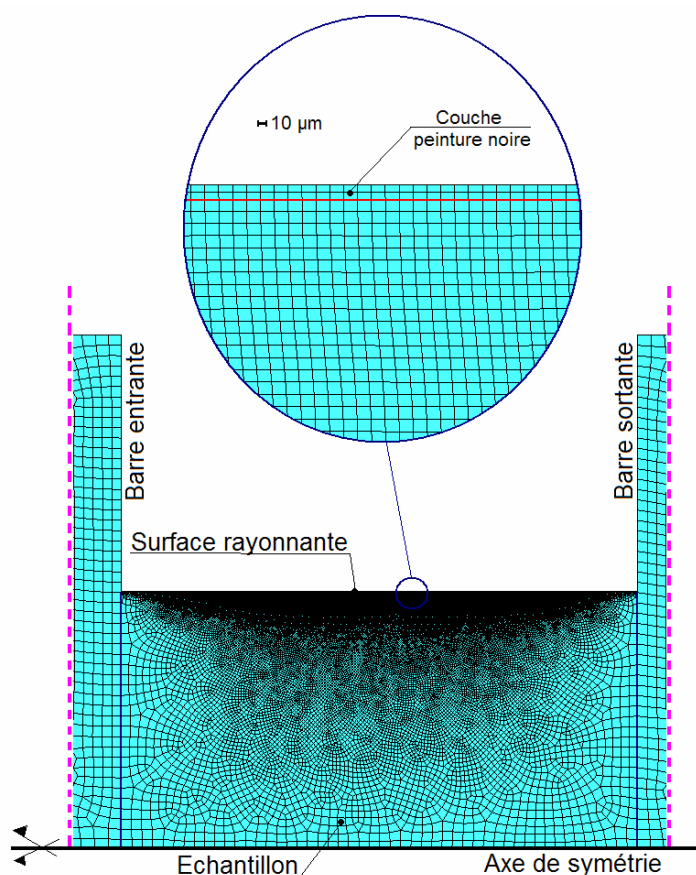 10 µm
Couche
peinture noire
Barre entrante
Barre sortante
Surface rayonnante
Echantillon
Axe de symétrie